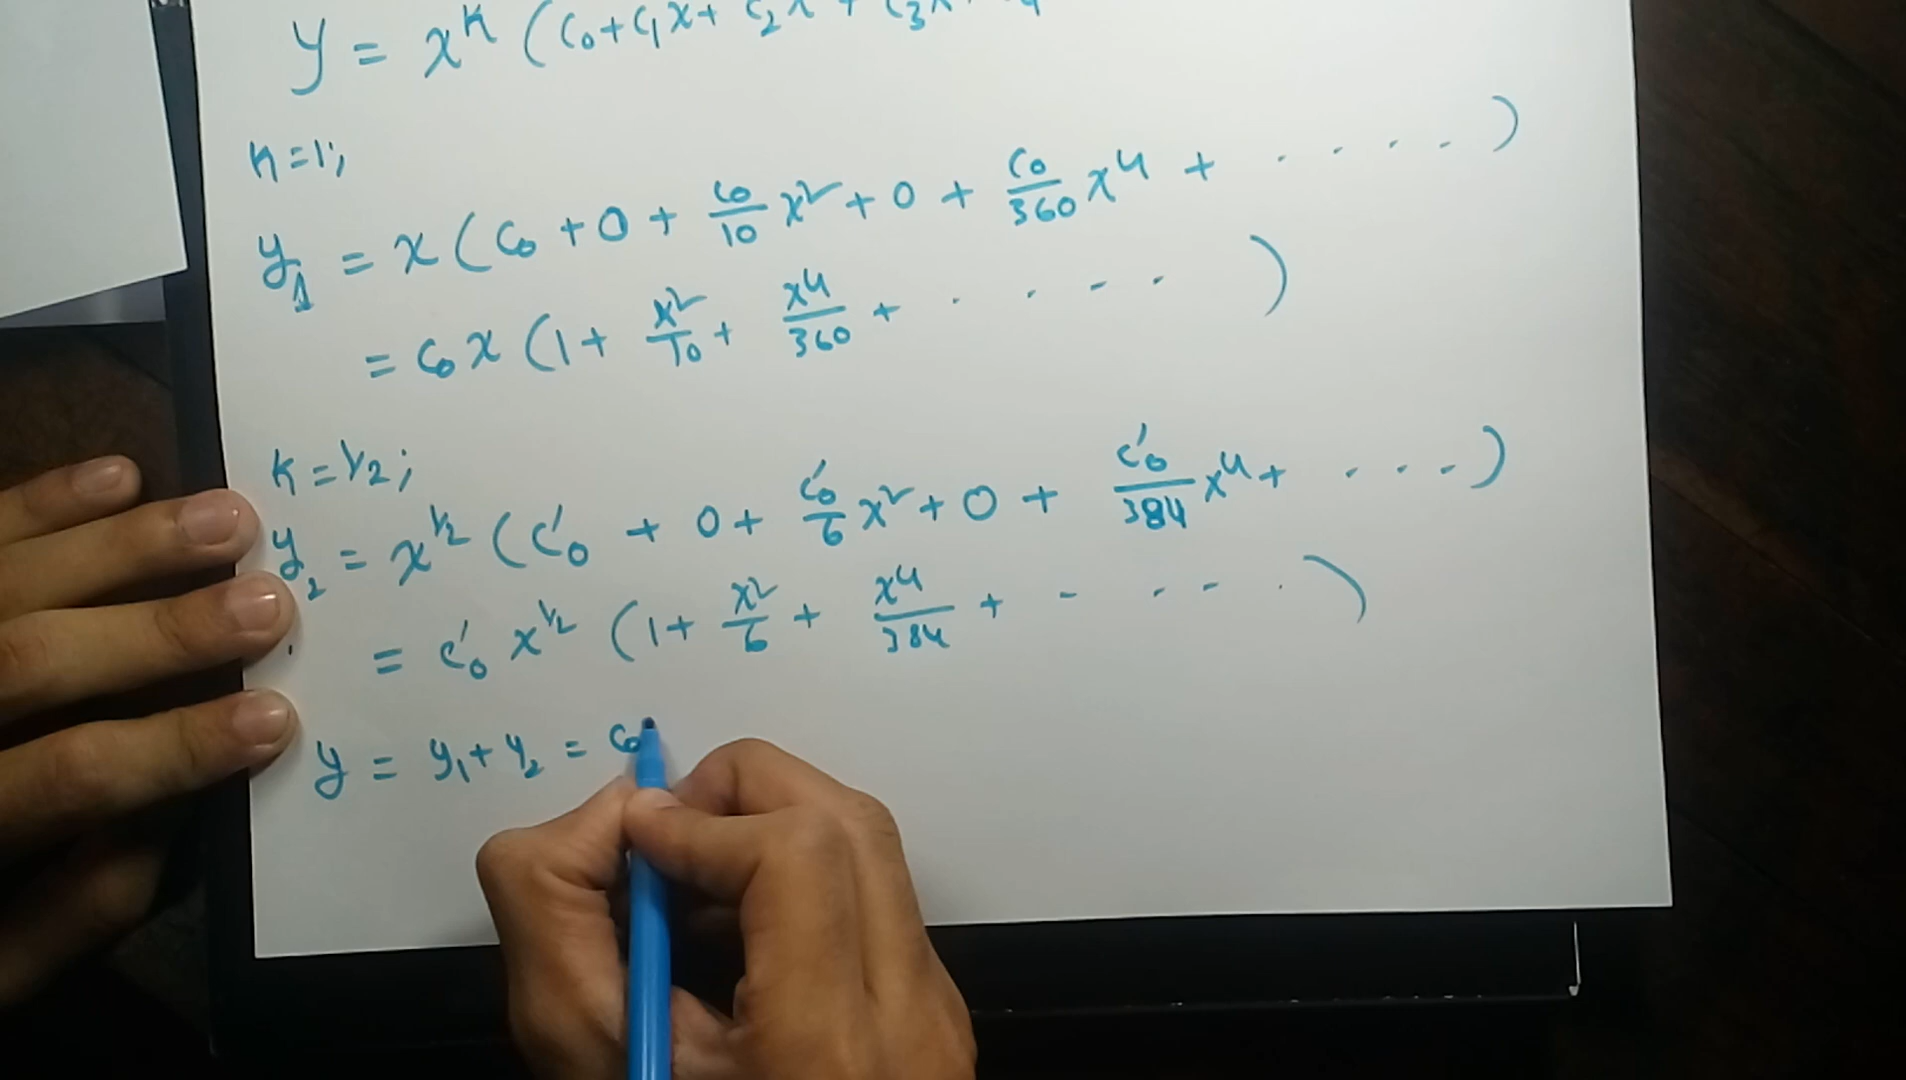 y = x^k (c₀+c₁x+ c₂x + c₃x
k=1;
y₁ = x (c₀ + 0 + c₀/10 x² + 0 + c₀/360 x⁴ + . . . . )
= c₀ x (1 + x²/10 + x⁴/360 + . . - - )
k = 1/2;
y₂ = x^1/2 (c'₀ + 0 + c'₀/6 x² + 0 + c'₀/384 x⁴ + . . . )
= c'₀ x^1/2 (1 + x²/6 + x⁴/384 + - - - . )
y = y₁ + y₂ = c₀